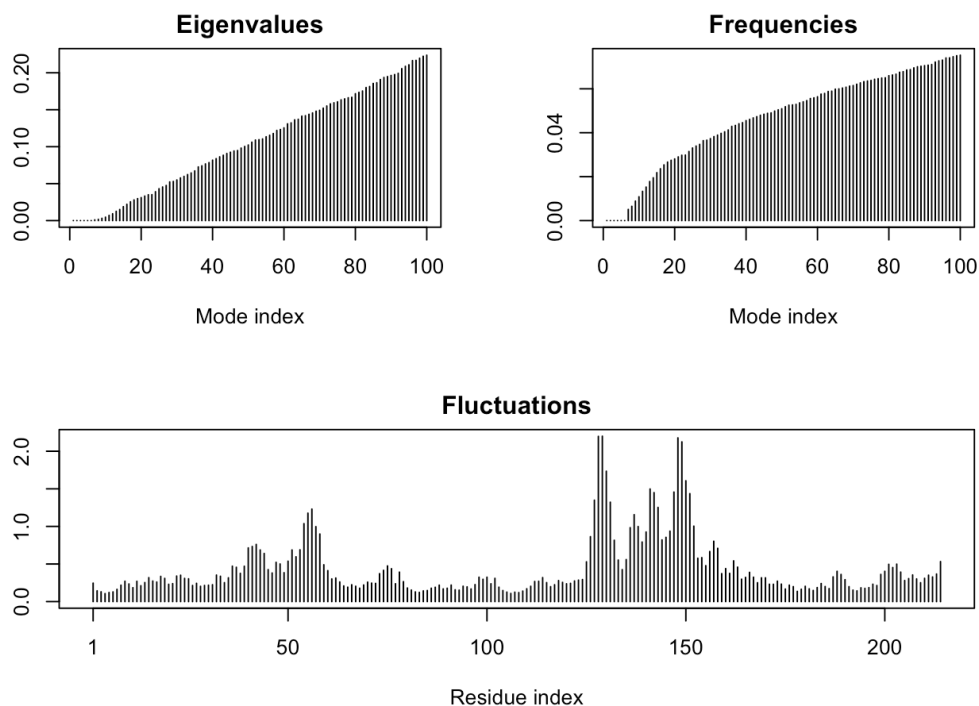 Eigenvalues
0.20
0.10
0.00
0 20 40 60 80 100
Mode index
Frequencies
0.04
0.00
0 20 40 60 80 100
Mode index
Fluctuations
2.0
1.0
0.0
1 50 100 150 200
Residue index